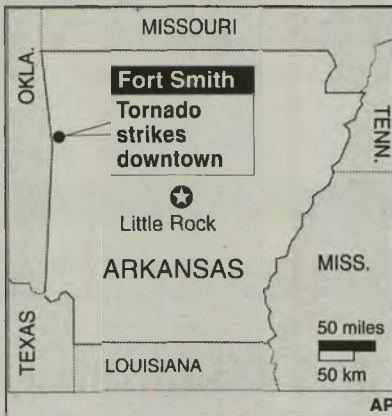 MISSOURI
OKLA.
Fort Smith
Tornado
strikes
downtown
TENN.
Little Rock
ARKANSAS
MISS.
TEXAS
LOUISIANA
50 miles
50 km
AP